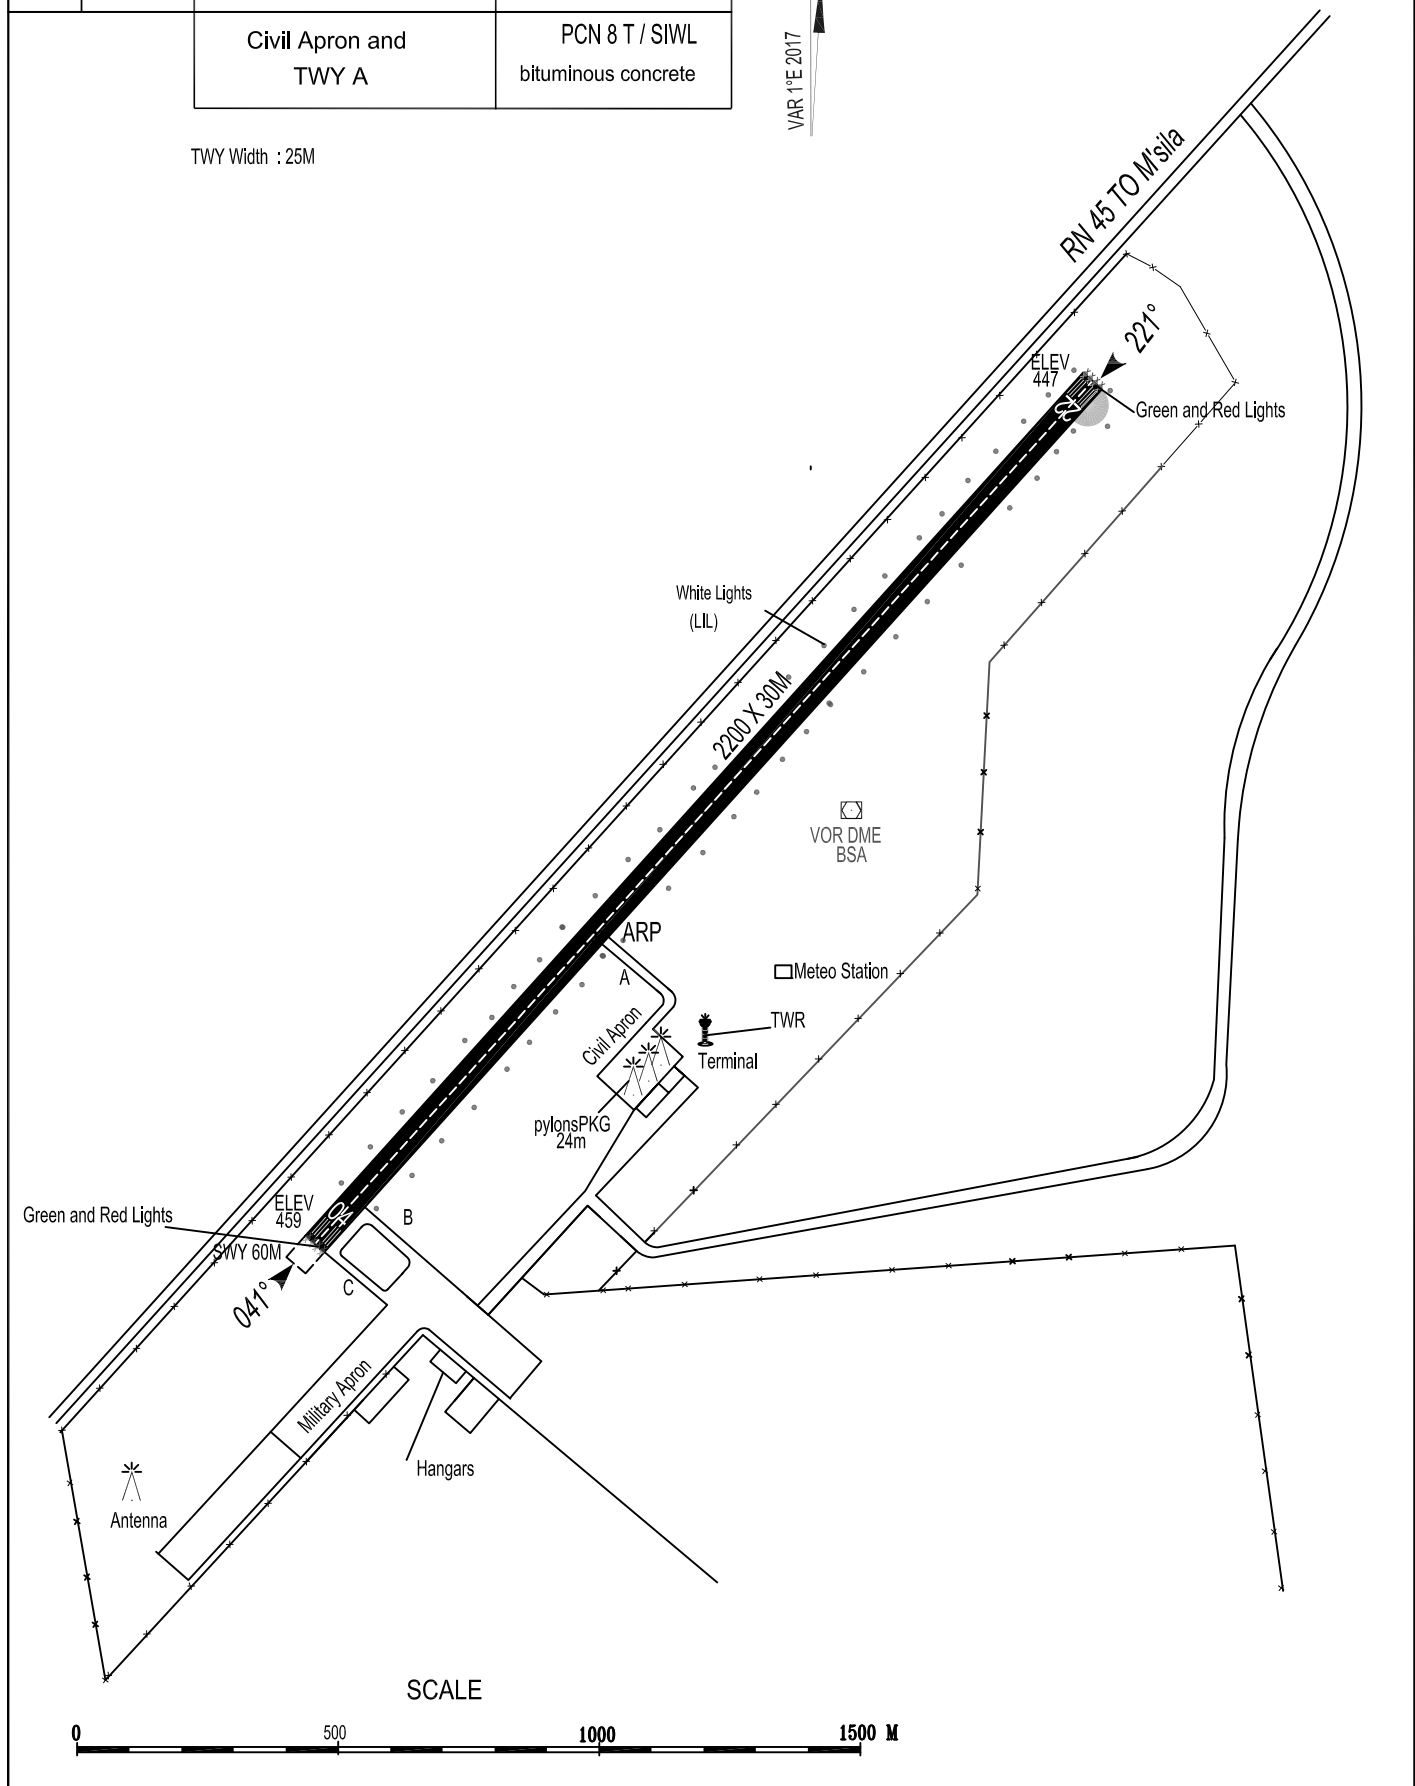 Civil Apron and
TWY A
PCN 8 T / SIWL
bituminous concrete
VAR 1°E 2017
TWY Width : 25M
RN 45 TO M'sila
221°
ELEV
447
22
Green and Red Lights
White Lights
(LIL)
2200 X 30M
VOR DME
BSA
ARP
A
Meteo Station
Civil Apron
TWR
Terminal
pylonsPKG
24m
ELEV
459
04
B
Green and Red Lights
SWY 60M
C
041°
Military Apron
Hangars
Antenna
SCALE
0 500 1000 1500 M